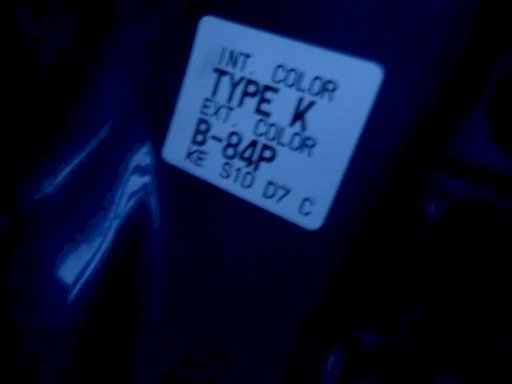 INT. COLOR
TYPE K
EXT. COLOR
B-84P
KE S10 D7 C